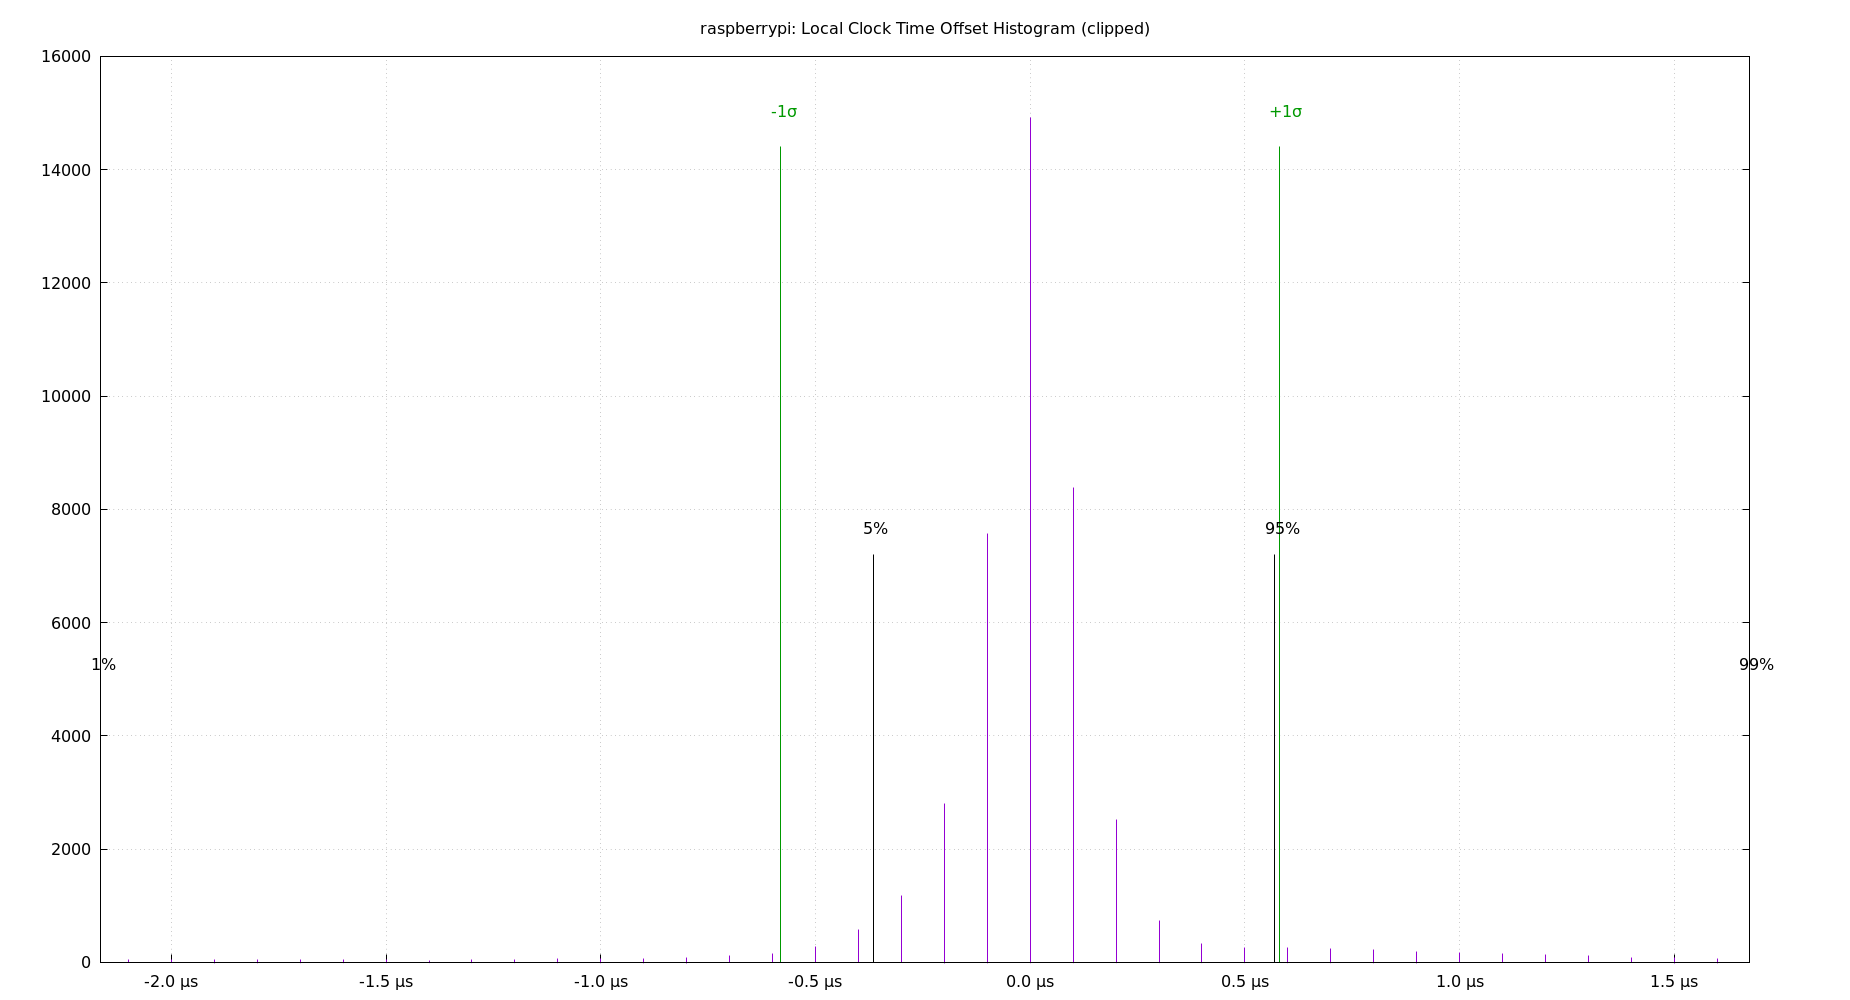 raspberrypi: Local Clock Time Offset Histogram (clipped)
16000
-1σ
+1σ
14000
12000
10000
8000
5%
95%
6000
1%
99%
4000
2000
0
-2.0 µs
-1.5 µs
-1.0 µs
-0.5 µs
0.0 µs
0.5 µs
1.0 µs
1.5 µs